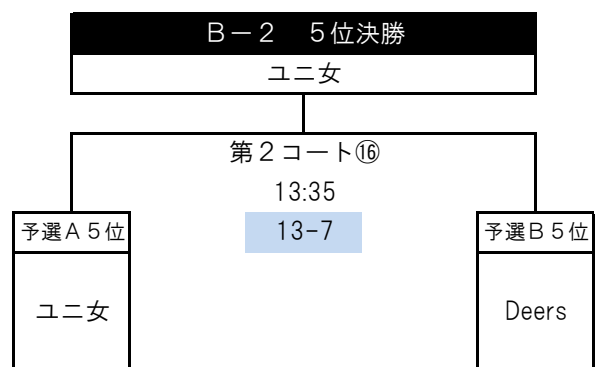 Ｂ－２　５位決勝
ユニ女
第２コート⑯
13:35
13-7
予選Ａ５位
予選Ｂ５位
ユニ女
Deers